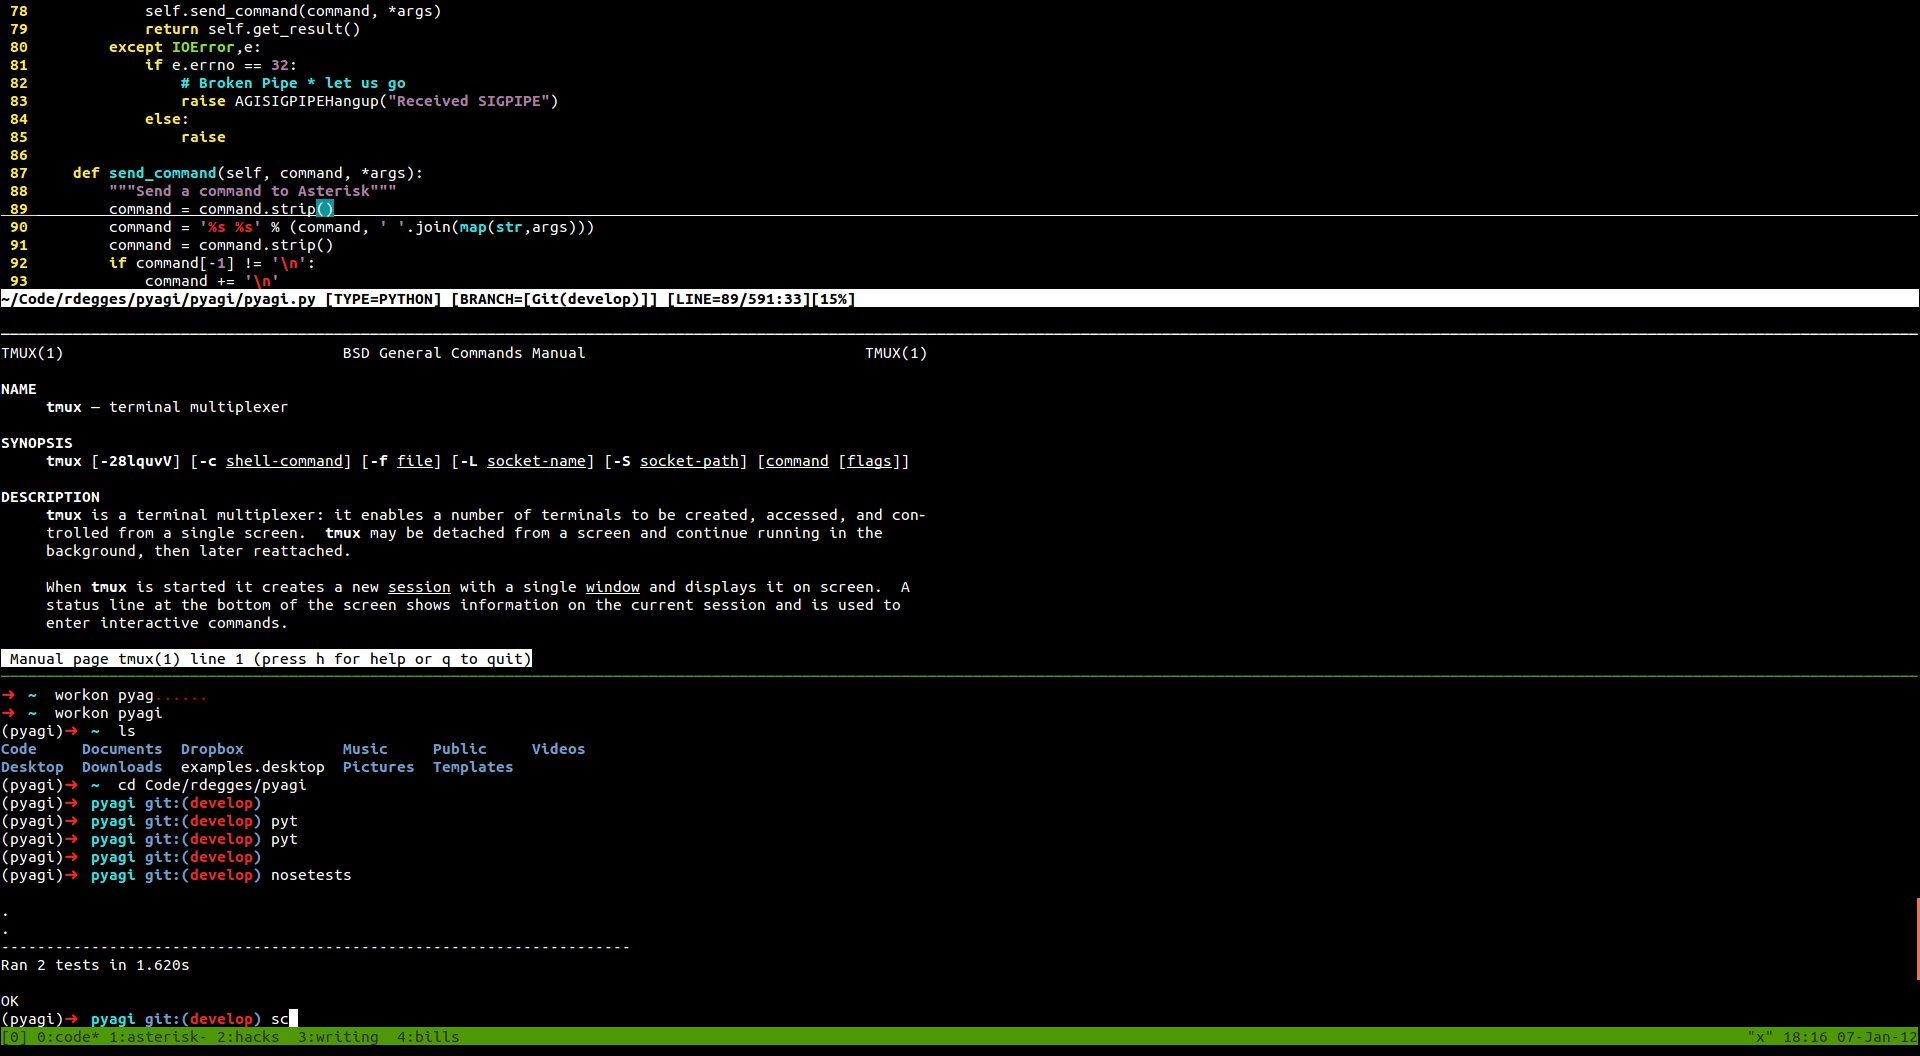 78             self.send_command(command, *args)
79             return self.get_result()
80         except IOError,e:
81             if e.errno == 32:
82                 # Broken Pipe * let us go
83                 raise AGISIGPIPEHangup("Received SIGPIPE")
84             else:
85                 raise
86
87     def send_command(self, command, *args):
88         """Send a command to Asterisk"""
89         command = command.strip()
90         command = '%s %s' % (command, ' '.join(map(str,args)))
91         command = command.strip()
92         if command[-1] != '\n':
93             command += '\n'
~/Code/rdegges/pyagi/pyagi/pyagi.py [TYPE=PYTHON] [BRANCH=[Git(develop)]] [LINE=89/591:33][15%]
TMUX(1)                               BSD General Commands Manual                               TMUX(1)
NAME
     tmux — terminal multiplexer
SYNOPSIS
     tmux [-28lquvV] [-c shell-command] [-f file] [-L socket-name] [-S socket-path] [command [flags]]
DESCRIPTION
     tmux is a terminal multiplexer: it enables a number of terminals to be created, accessed, and con-
     trolled from a single screen.  tmux may be detached from a screen and continue running in the
     background, then later reattached.
     When tmux is started it creates a new session with a single window and displays it on screen.  A
     status line at the bottom of the screen shows information on the current session and is used to
     enter interactive commands.
 Manual page tmux(1) line 1 (press h for help or q to quit)
➜  ~  workon pyag......
➜  ~  workon pyagi
(pyagi)➜  ~  ls
Code     Documents  Dropbox           Music     Public     Videos
Desktop  Downloads  examples.desktop  Pictures  Templates
(pyagi)➜  ~  cd Code/rdegges/pyagi
(pyagi)➜  pyagi git:(develop)
(pyagi)➜  pyagi git:(develop) pyt
(pyagi)➜  pyagi git:(develop) pyt
(pyagi)➜  pyagi git:(develop)
(pyagi)➜  pyagi git:(develop) nosetests
.
.
----------------------------------------------------------------------
Ran 2 tests in 1.620s
OK
(pyagi)➜  pyagi git:(develop) sc
[0] 0:code* 1:asterisk- 2:hacks  3:writing  4:bills "x" 18:16 07-Jan-12